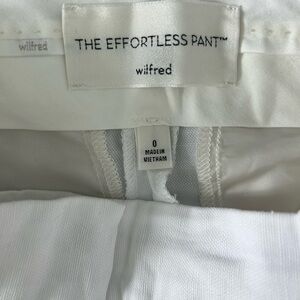 THE EFFORTLESS PANT™
wilfred
wilfred
0
MADE IN
VIETNAM